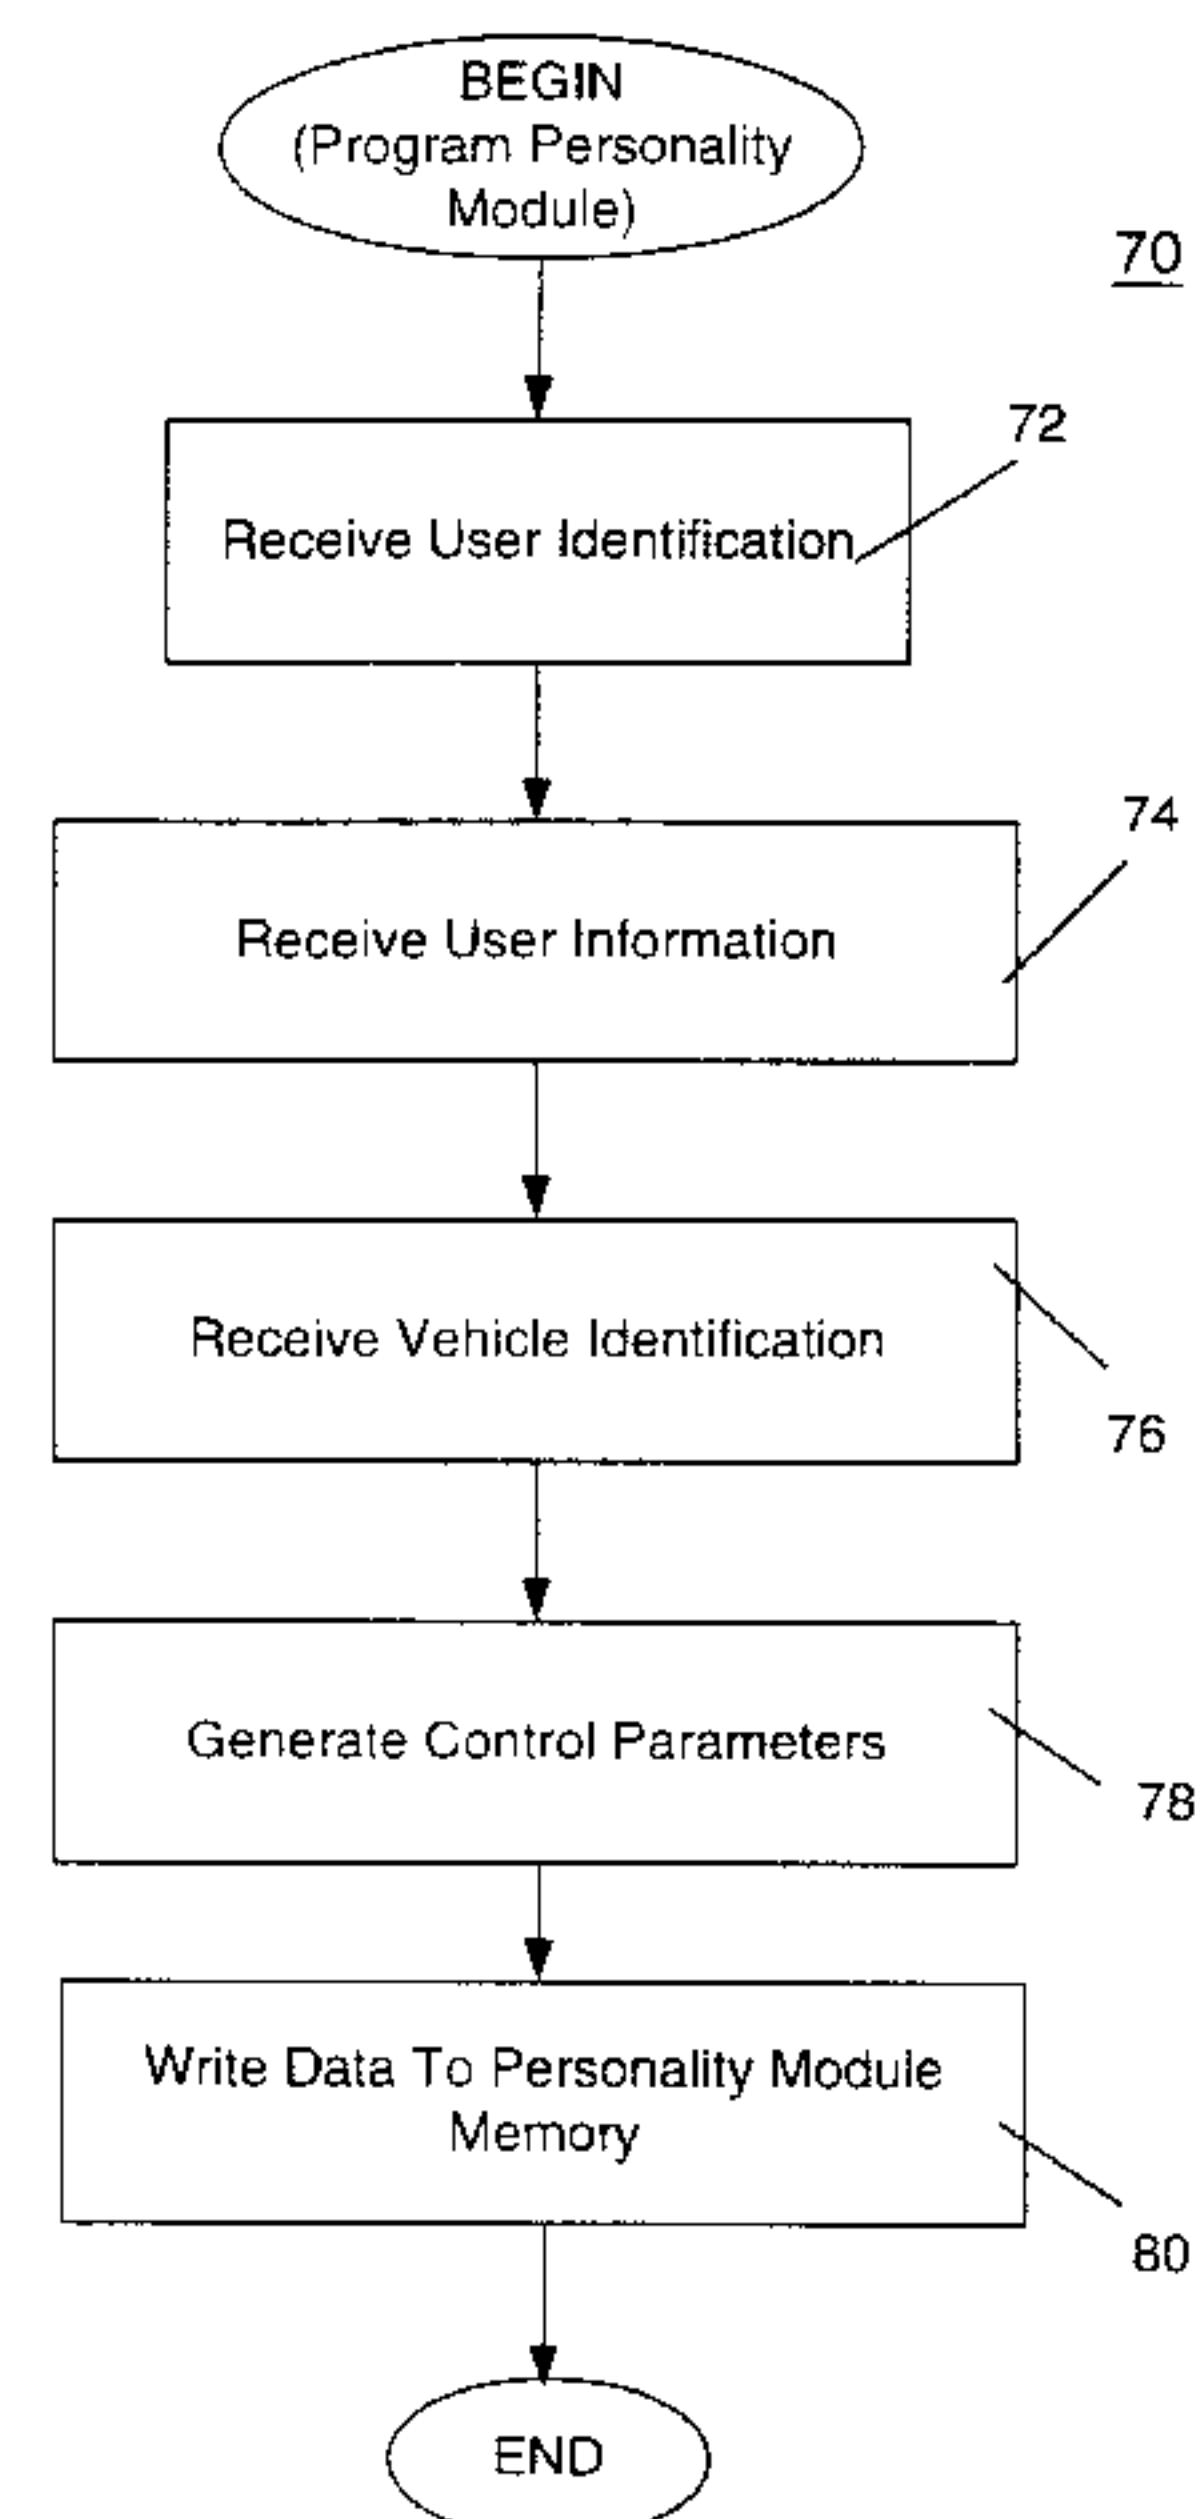 BEGIN
(Program Personality
Module)
70
72
Receive User Identification
74
Receive User Information
Receive Vehicle Identification
76
Generate Control Parameters
78
Write Data To Personality Module
Memory
80
END